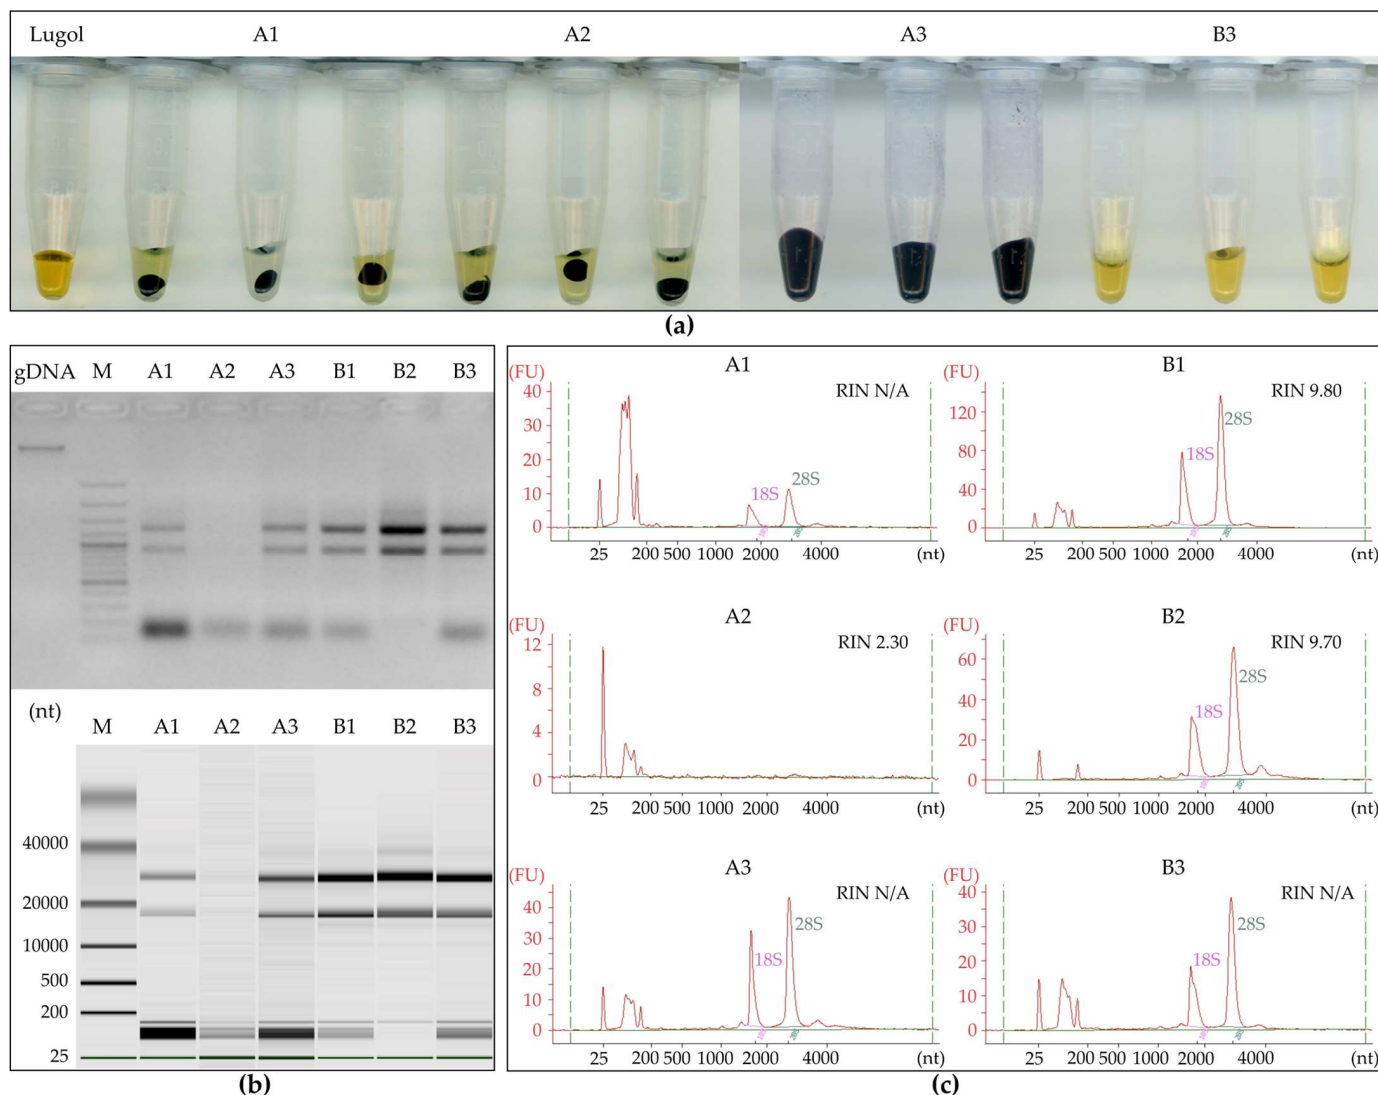 Lugol A1 A2 A3 B3
(a)
gDNA M A1 A2 A3 B1 B2 B3
(nt)
M A1 A2 A3 B1 B2 B3
40000
20000
10000
500
200
25
(b)
A1
(FU)
RIN N/A
40
30
20
10
0
18S
28S
25 200 500 1000 2000 4000 (nt)
B1
(FU)
RIN 9.80
120
80
40
0
18S
28S
25 200 500 1000 2000 4000 (nt)
A2
(FU)
RIN 2.30
12
8
4
0
25 200 500 1000 2000 4000 (nt)
B2
(FU)
RIN 9.70
60
40
20
0
18S
28S
25 200 500 1000 2000 4000 (nt)
A3
(FU)
RIN N/A
40
30
20
10
0
18S
28S
25 200 500 1000 2000 4000 (nt)
B3
(FU)
RIN N/A
40
30
20
10
0
18S
28S
25 200 500 1000 2000 4000 (nt)
(c)